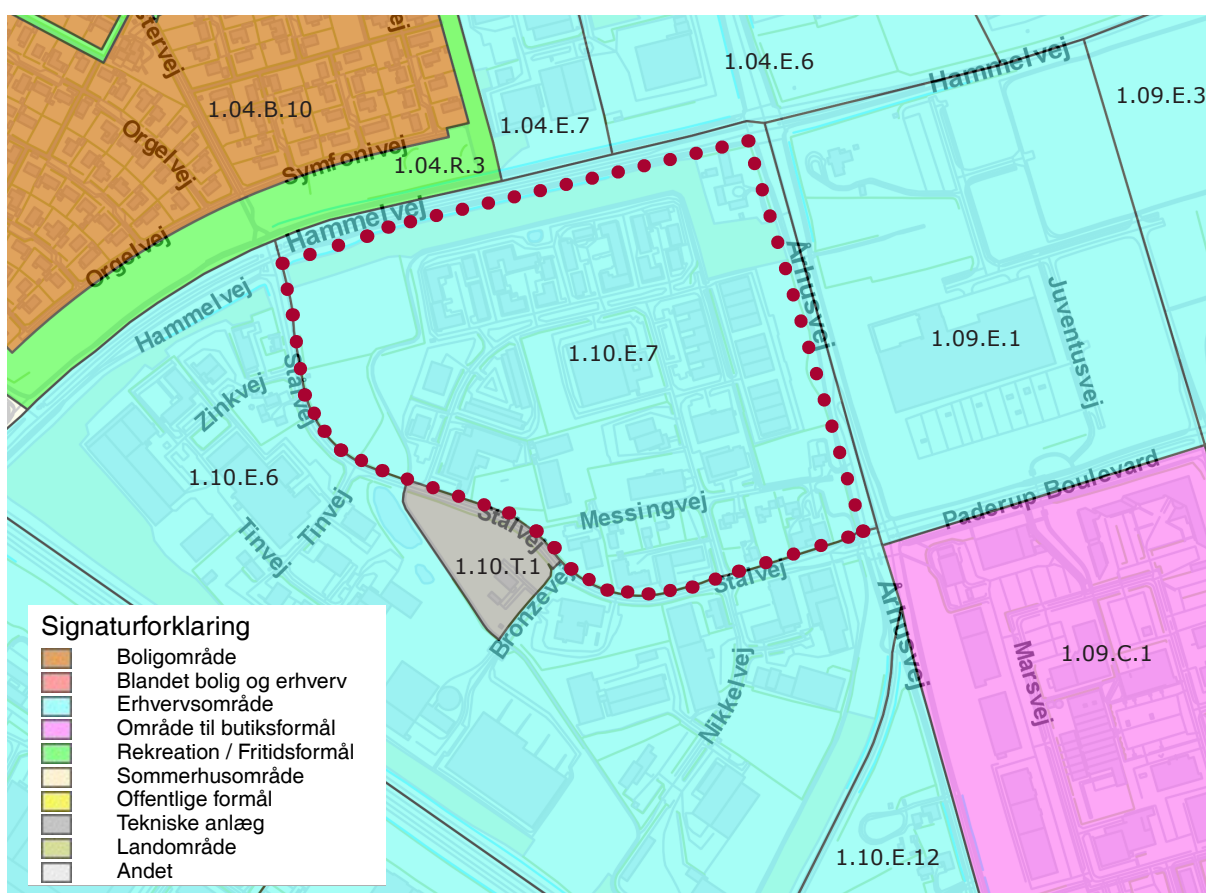 stervej
1.04.B.10
Orgelvej
Symfonivej
1.04.R.3
1.04.E.7
1.04.E.6
Hammelvej
1.09.E.3
Orgelvej
Hammelvej
Hammelvej
Stålvej
Zinkvej
1.10.E.6
Tinvej
Tinvej
1.10.E.7
Århusvej
1.09.E.1
Juventusvej
Messingvej
Stålvej
1.10.T.1
Bronzevej
Stålvej
Nikkelvej
Paderup Boulevard
Århusvej
Marsvej
1.09.C.1
1.10.E.12
Signaturforklaring
Boligområde
Blandet bolig og erhverv
Erhvervsområde
Område til butiksformål
Rekreation / Fritidsformål
Sommerhusområde
Offentlige formål
Tekniske anlæg
Landområde
Andet